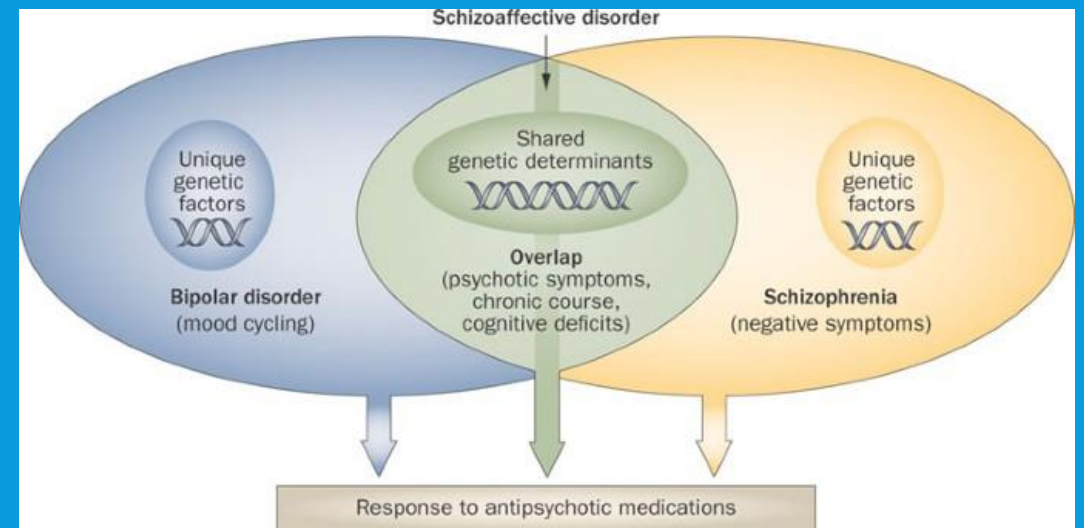 Schizoaffective disorder
Unique
genetic
factors
Shared
genetic determinants
Unique
genetic
factors
Bipolar disorder
(mood cycling)
Overlap
(psychotic symptoms,
chronic course,
cognitive deficits)
Schizophrenia
(negative symptoms)
Response to antipsychotic medications